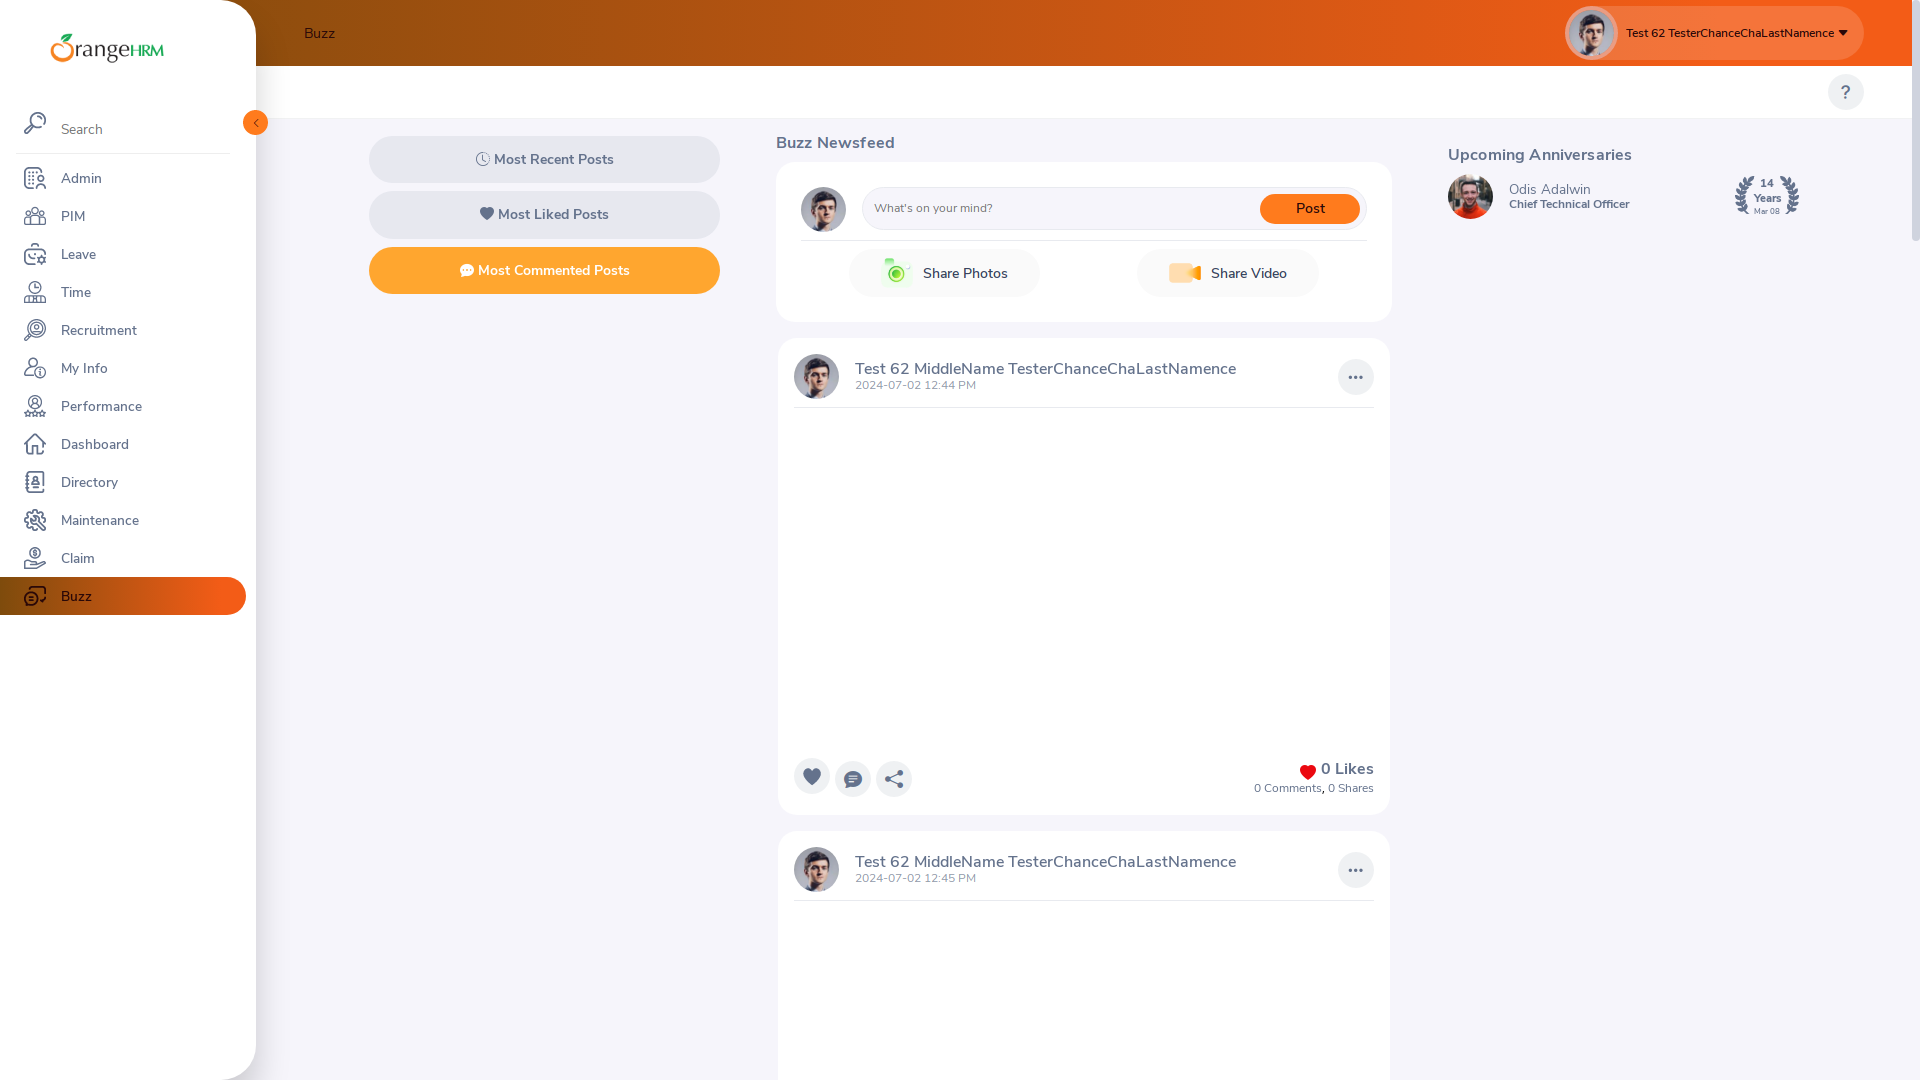 OrangeHRM
Search
Admin
PIM
Leave
Time
Recruitment
My Info
Performance
Dashboard
Directory
Maintenance
Claim
Buzz
Buzz
Test 62 TesterChanceChaLastNamence
?
Most Recent Posts
Most Liked Posts
Most Commented Posts
Buzz Newsfeed
What's on your mind?
Post
Share Photos
Share Video
Test 62 MiddleName TesterChanceChaLastNamence
2024-07-02 12:44 PM
0 Likes
0 Comments, 0 Shares
Test 62 MiddleName TesterChanceChaLastNamence
2024-07-02 12:45 PM
Upcoming Anniversaries
Odis Adalwin
Chief Technical Officer
14
Years
Mar 08